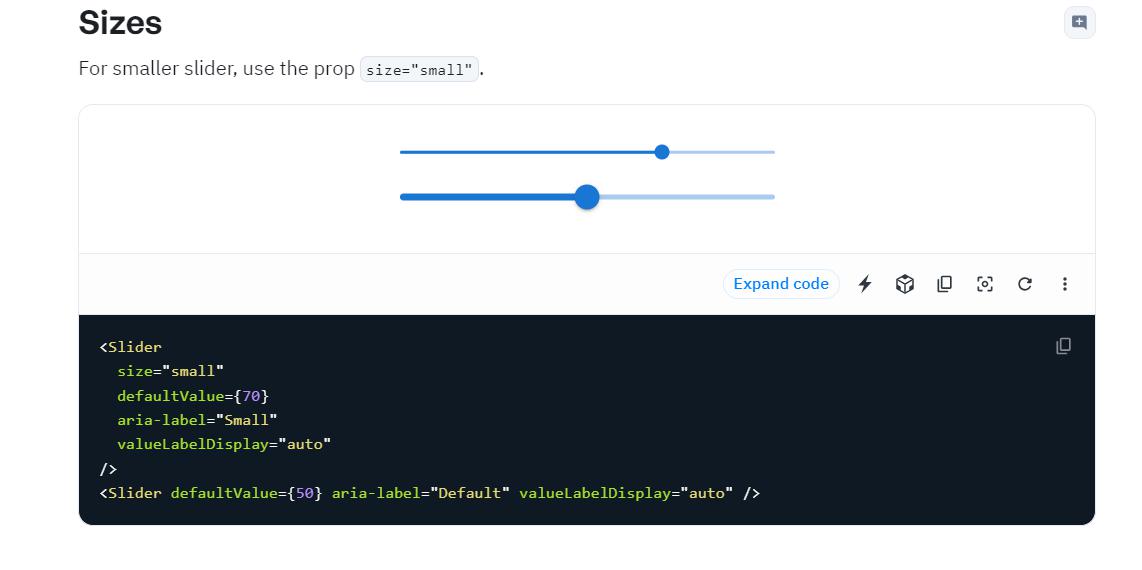 Sizes
For smaller slider, use the prop size="small".
Expand code
<Slider
  size="small"
  defaultValue={70}
  aria-label="Small"
  valueLabelDisplay="auto"
/>
<Slider defaultValue={50} aria-label="Default" valueLabelDisplay="auto" />